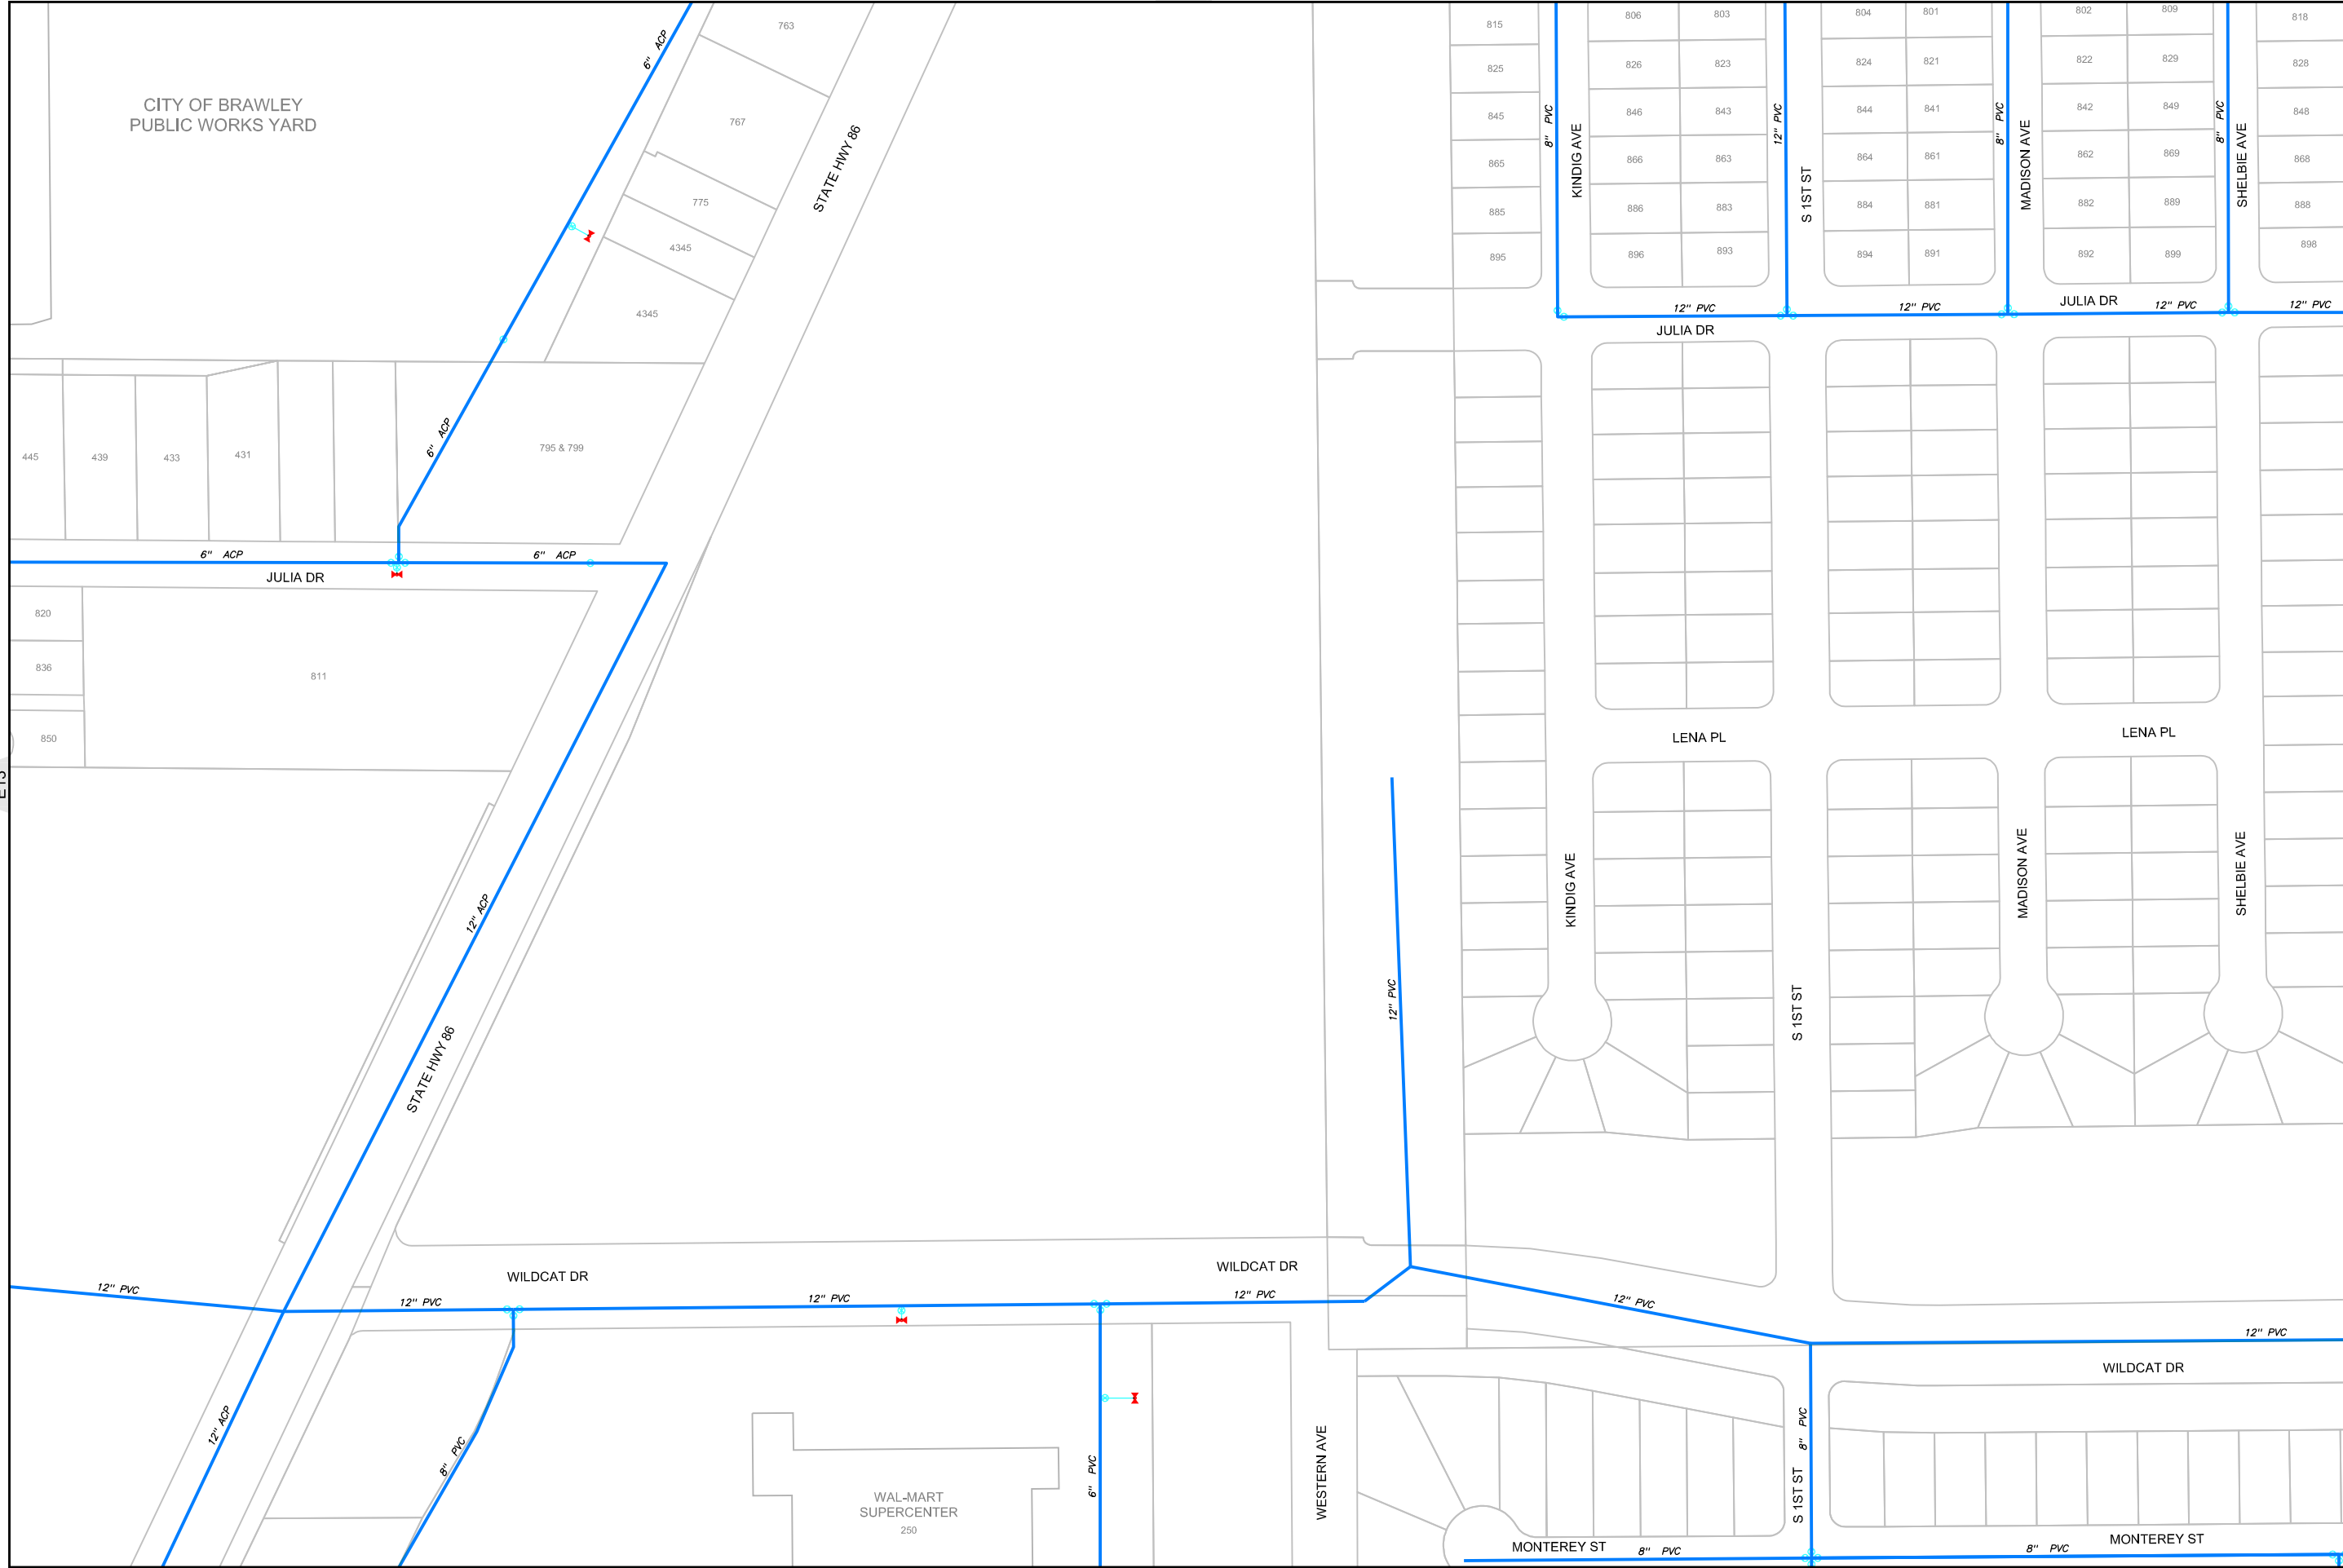 763
815
806
803
804
801
802
809
818
6" ACP
CITY OF BRAWLEY
PUBLIC WORKS YARD
767
STATE HWY 86
825
826
823
824
821
822
829
828
8" PVC
12" PVC
8" PVC
8" PVC
845
846
843
844
841
842
849
848
KINDIG AVE
S 1ST ST
MADISON AVE
SHELBIE AVE
865
866
863
864
861
862
869
868
775
885
886
883
884
881
882
889
888
4345
895
896
893
894
891
892
899
898
4345
12" PVC
12" PVC
JULIA DR
12" PVC
12" PVC
JULIA DR
6" ACP
445
439
433
431
795 & 799
6" ACP
6" ACP
JULIA DR
820
836
811
850
LENA PL
LENA PL
12" ACP
KINDIG AVE
MADISON AVE
SHELBIE AVE
12" PVC
S 1ST ST
STATE HWY 86
WILDCAT DR
WILDCAT DR
12" PVC
12" PVC
12" PVC
12" PVC
12" PVC
12" PVC
WILDCAT DR
12" ACP
8" PVC
6" PVC
WESTERN AVE
8" PVC
S 1ST ST
WAL-MART
SUPERCENTER
250
MONTEREY ST
8" PVC
8" PVC
MONTEREY ST